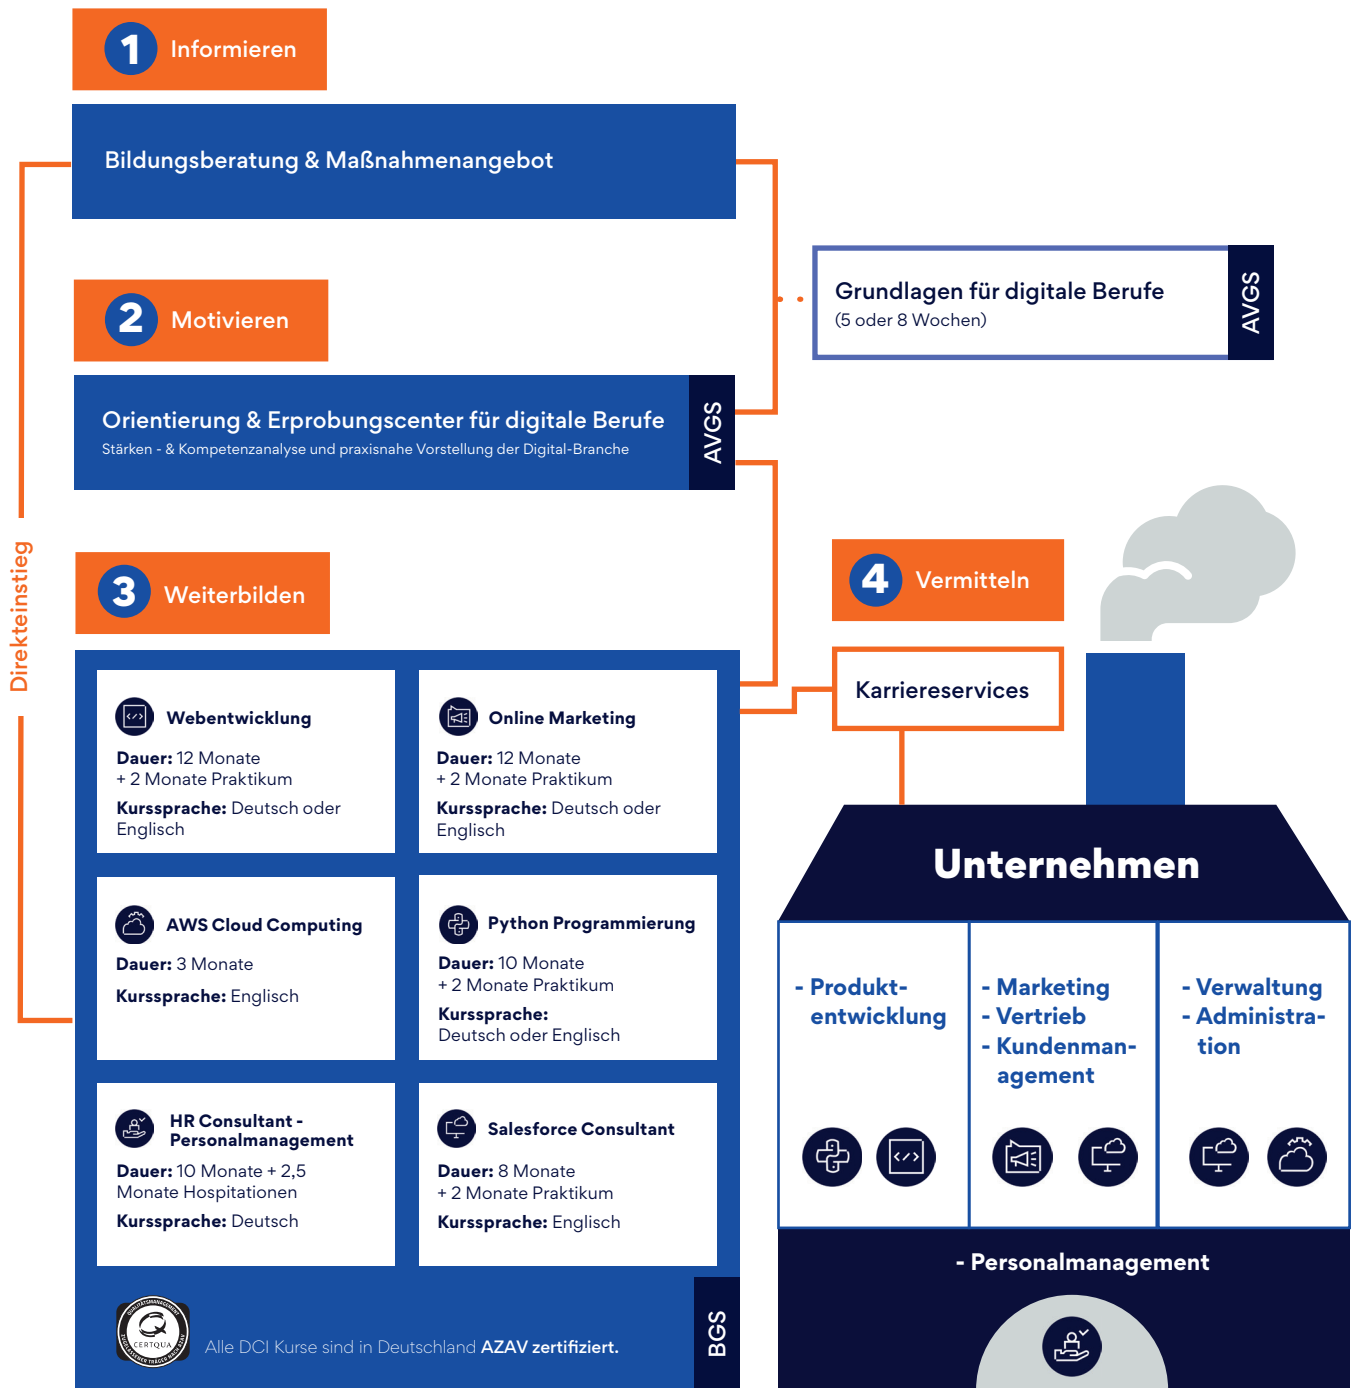 1 Informieren
Bildungsberatung & Maßnahmenangebot
Grundlagen für digitale Berufe
(5 oder 8 Wochen)
AVGS
2 Motivieren
Orientierung & Erprobungscenter für digitale Berufe
Stärken - & Kompetenzanalyse und praxisnahe Vorstellung der Digital-Branche
AVGS
Direkteinstieg
3 Weiterbilden
Webentwicklung
Dauer: 12 Monate
+ 2 Monate Praktikum
Kurssprache: Deutsch oder
Englisch
Online Marketing
Dauer: 12 Monate
+ 2 Monate Praktikum
Kurssprache: Deutsch oder
Englisch
AWS Cloud Computing
Dauer: 3 Monate
Kurssprache: Englisch
Python Programmierung
Dauer: 10 Monate
+ 2 Monate Praktikum
Kurssprache:
Deutsch oder Englisch
HR Consultant -
Personalmanagement
Dauer: 10 Monate + 2,5
Monate Hospitationen
Kurssprache: Deutsch
Salesforce Consultant
Dauer: 8 Monate
+ 2 Monate Praktikum
Kurssprache: Englisch
QUALITÄTSMANAGEMENT
CERTQUA
ZUGELASSENER TRÄGER NACH AZAV
Alle DCI Kurse sind in Deutschland AZAV zertifiziert.
BGS
4 Vermitteln
Karriereservices
Unternehmen
- Produkt-
entwicklung
- Marketing
- Vertrieb
- Kundenman-
agement
- Verwaltung
- Administra-
tion
- Personalmanagement